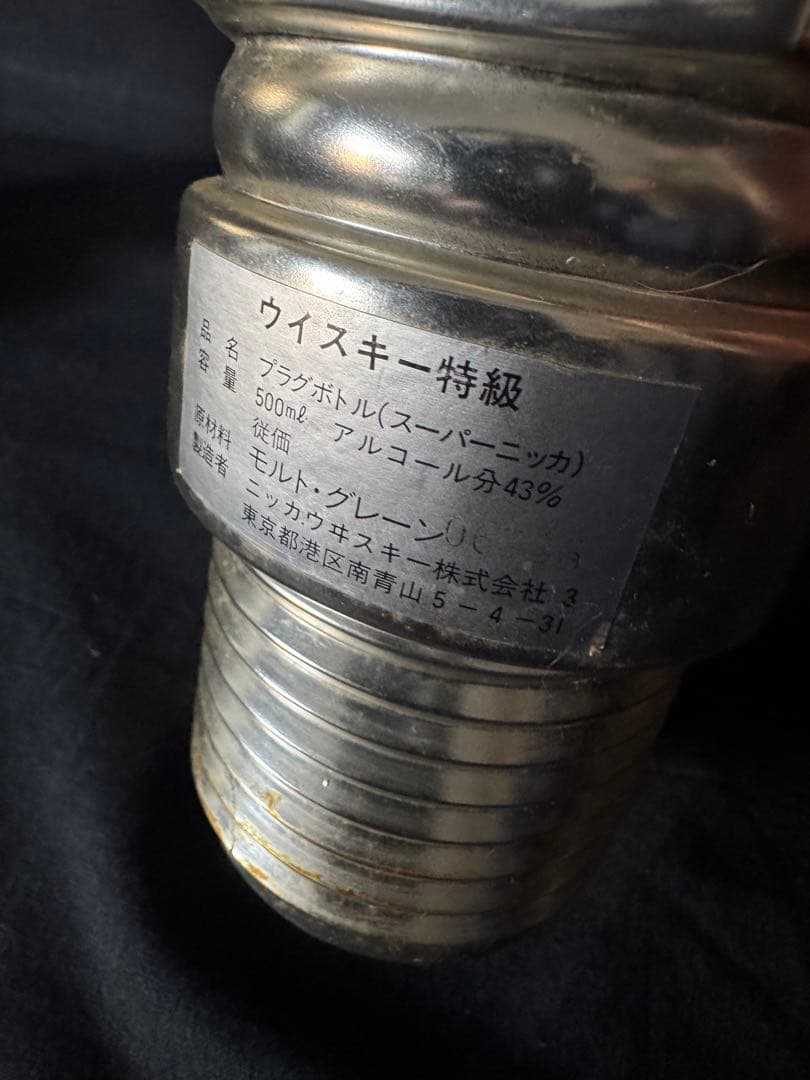 ウイスキー特級
品名 プラグボトル(スーパーニッカ)
容量 500㎖ アルコール分43%
従価
原材料 モルト・グレーン
製造者 ニッカウヰスキー株式会社 3
東京都港区南青山5-4-31